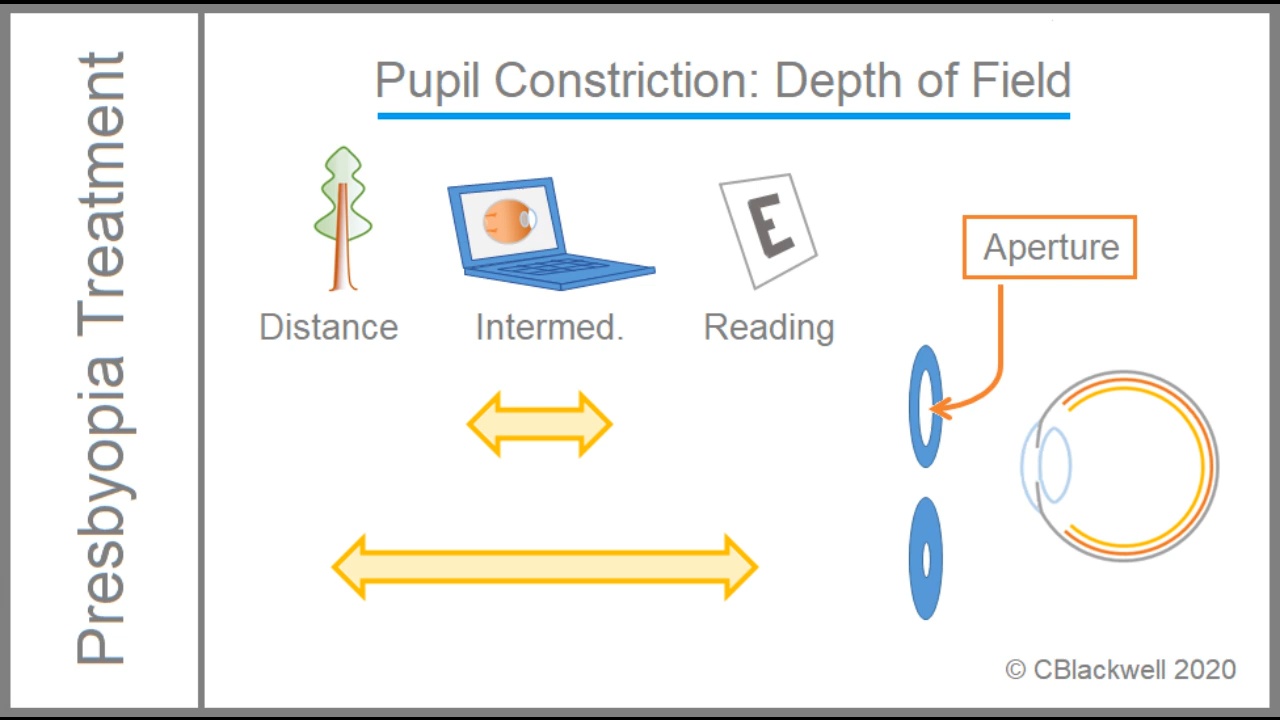 Presbyopia Treatment
Pupil Constriction: Depth of Field
E
Distance
Intermed.
Reading
Aperture
© CBlackwell 2020